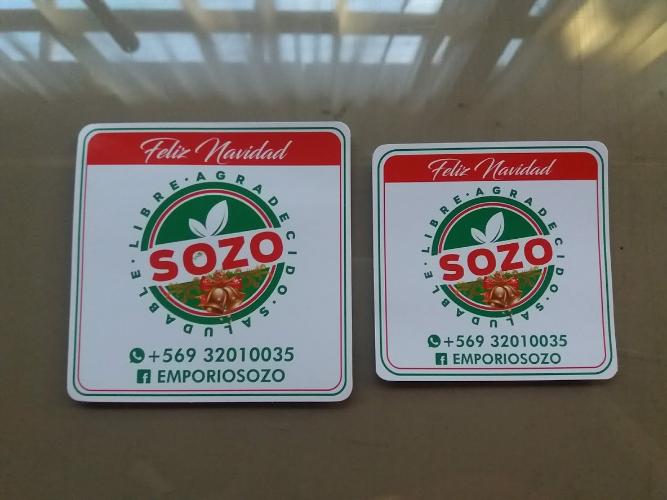 Feliz Navidad
LIBRE · AGRADECIDO · SALUDABLE ·
SOZO
+569 32010035
EMPORIOSOZO
Feliz Navidad
LIBRE · AGRADECIDO · SALUDABLE ·
SOZO
+569 32010035
EMPORIOSOZO